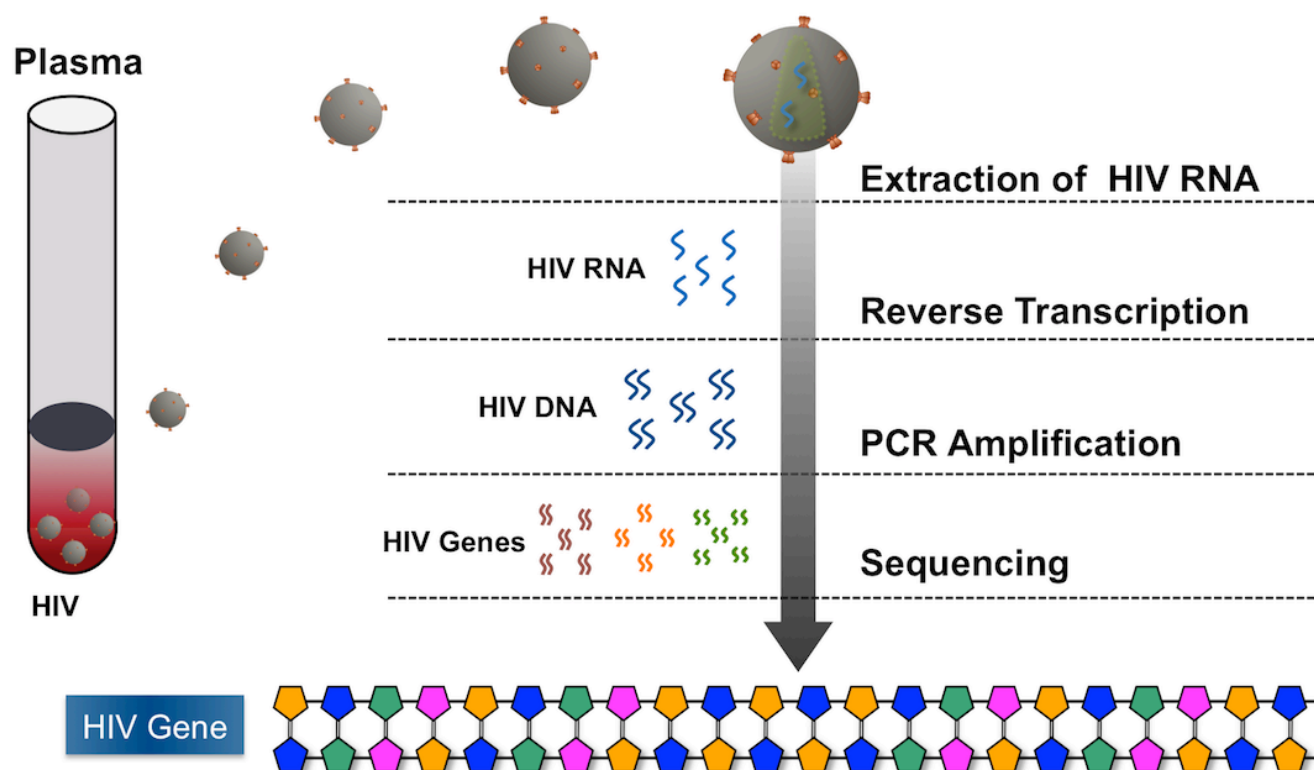 Plasma
Extraction of HIV RNA
HIV RNA
Reverse Transcription
HIV DNA
PCR Amplification
HIV Genes
Sequencing
HIV
HIV Gene